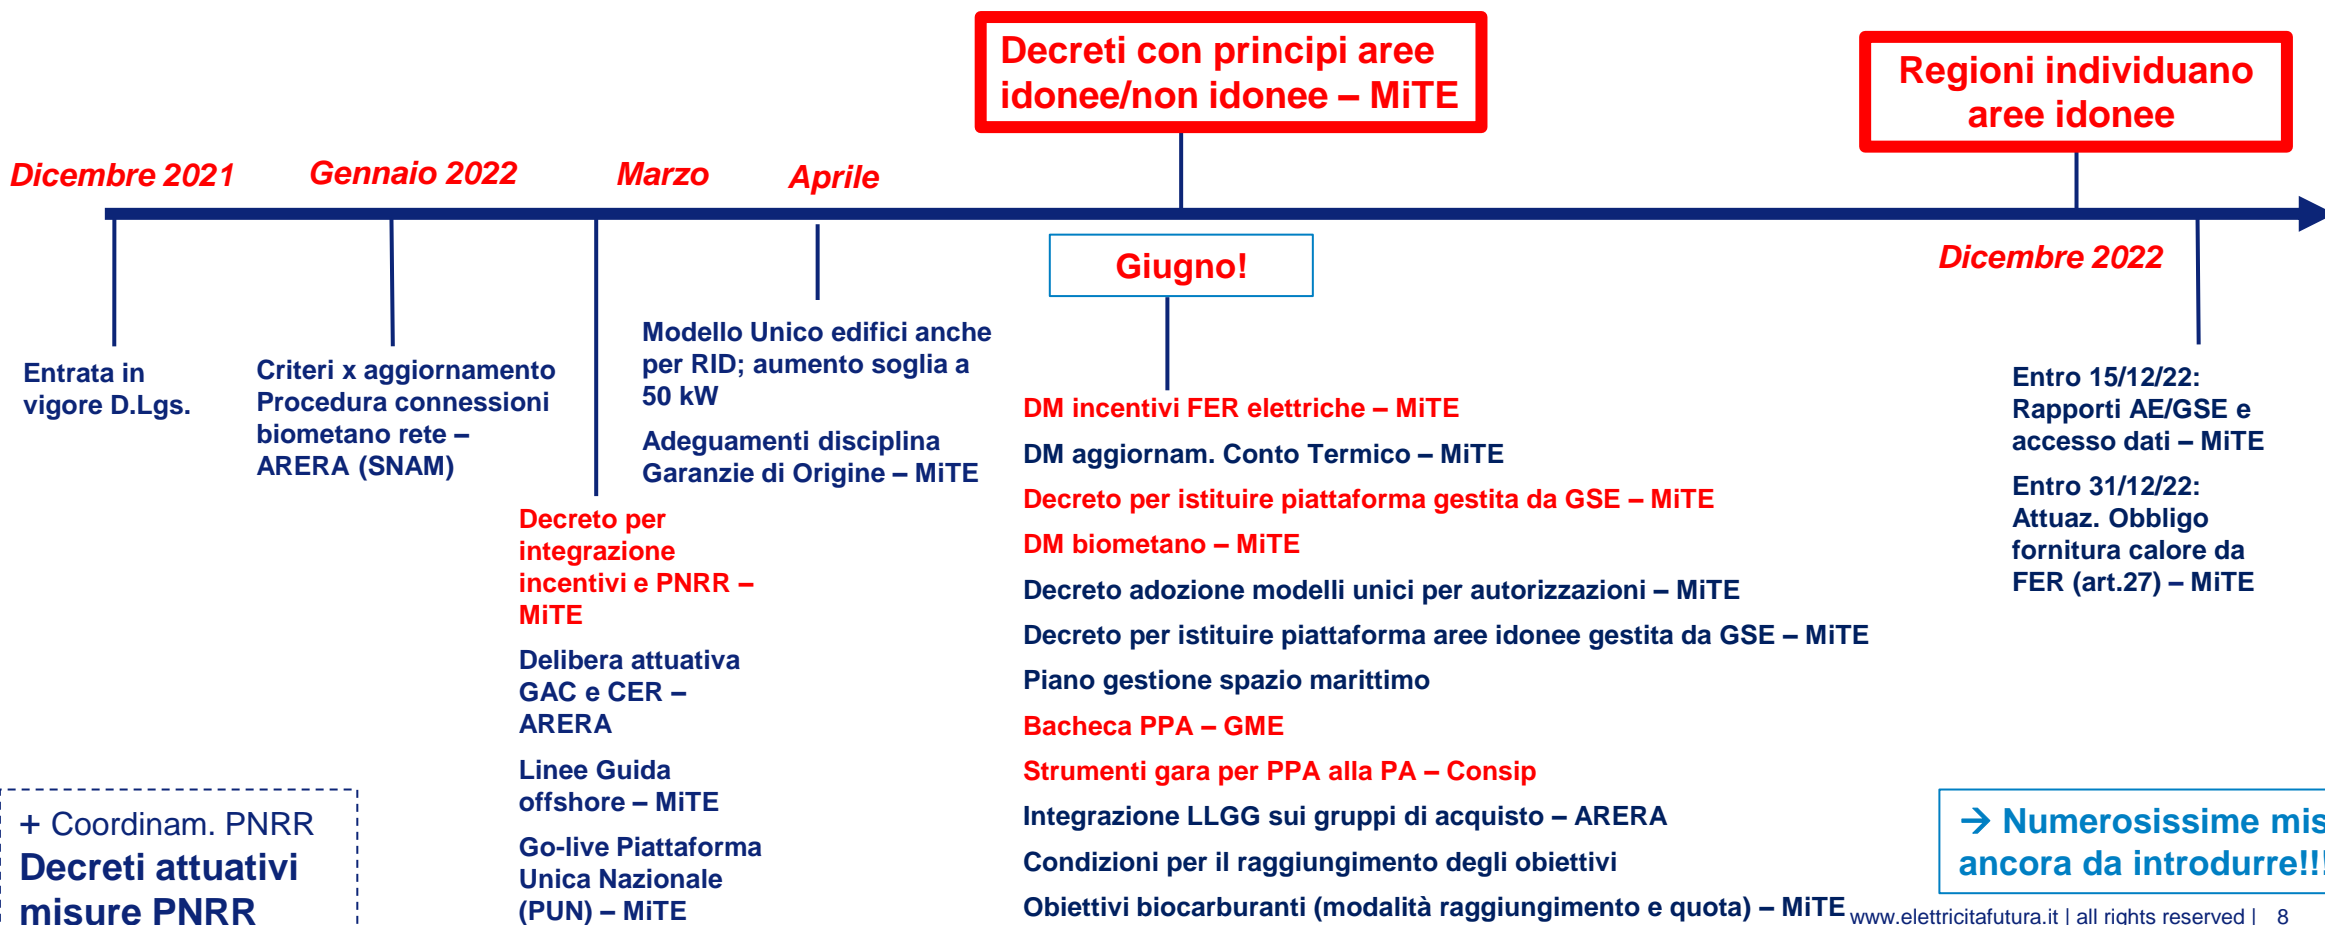 Decreti con principi aree
idonee/non idonee – MiTE
Regioni individuano
aree idonee
Dicembre 2021
Gennaio 2022
Marzo
Aprile
Giugno!
Dicembre 2022
Entrata in
vigore D.Lgs.
Criteri x aggiornamento
Procedura connessioni
biometano rete –
ARERA (SNAM)
Decreto per
integrazione
incentivi e PNRR –
MiTE
Delibera attuativa
GAC e CER –
ARERA
Linee Guida
offshore – MiTE
Go-live Piattaforma
Unica Nazionale
(PUN) – MiTE
Modello Unico edifici anche
per RID; aumento soglia a
50 kW
Adeguamenti disciplina
Garanzie di Origine – MiTE
DM incentivi FER elettriche – MiTE
DM aggiornam. Conto Termico – MiTE
Decreto per istituire piattaforma gestita da GSE – MiTE
DM biometano – MiTE
Decreto adozione modelli unici per autorizzazioni – MiTE
Decreto per istituire piattaforma aree idonee gestita da GSE – MiTE
Piano gestione spazio marittimo
Bacheca PPA – GME
Strumenti gara per PPA alla PA – Consip
Integrazione LLGG sui gruppi di acquisto – ARERA
Condizioni per il raggiungimento degli obiettivi
Obiettivi biocarburanti (modalità raggiungimento e quota) – MiTE
Entro 15/12/22:
Rapporti AE/GSE e
accesso dati – MiTE
Entro 31/12/22:
Attuaz. Obbligo
fornitura calore da
FER (art.27) – MiTE
+ Coordinam. PNRR
Decreti attuativi
misure PNRR
→ Numerosissime mis
ancora da introdurre!!!
www.elettricitafutura.it | all rights reserved | 8